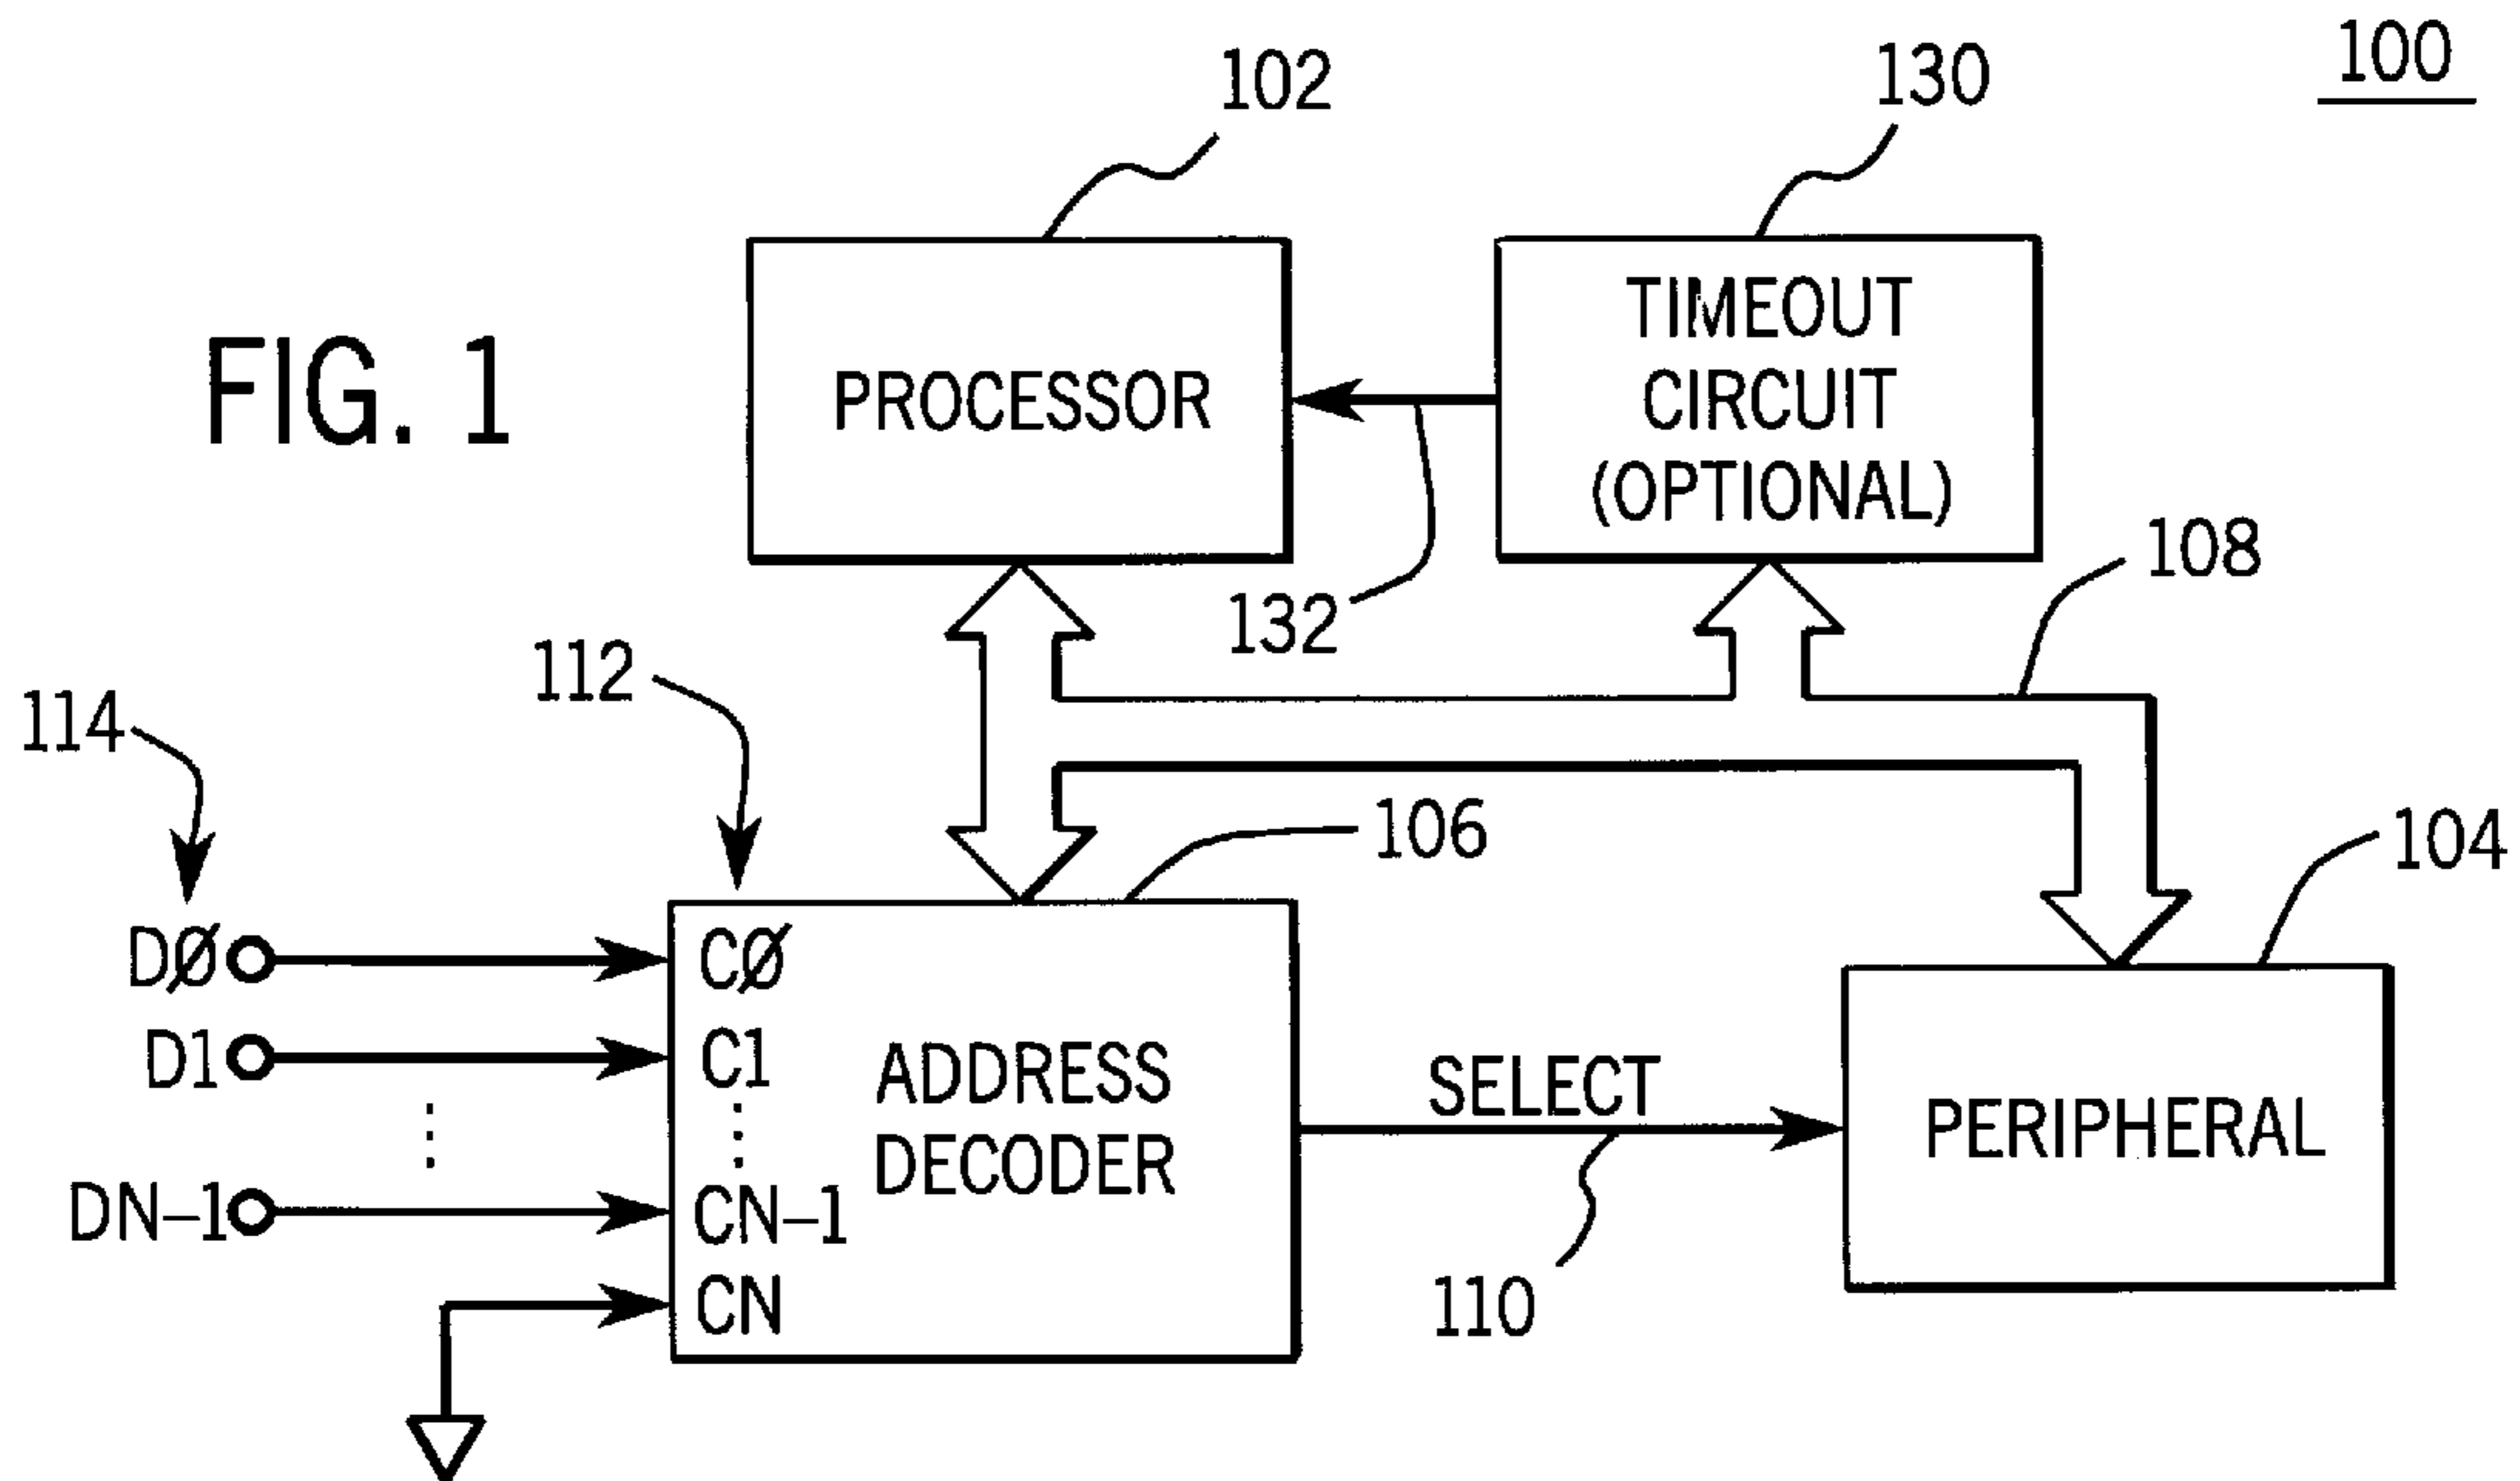 100
102
130
FIG. 1
PROCESSOR
TIMEOUT
CIRCUIT
(OPTIONAL)
132
108
112
114
106
104
DØ
CØ
D1
C1
ADDRESS
DECODER
SELECT
PERIPHERAL
DN–1
CN–1
CN
110